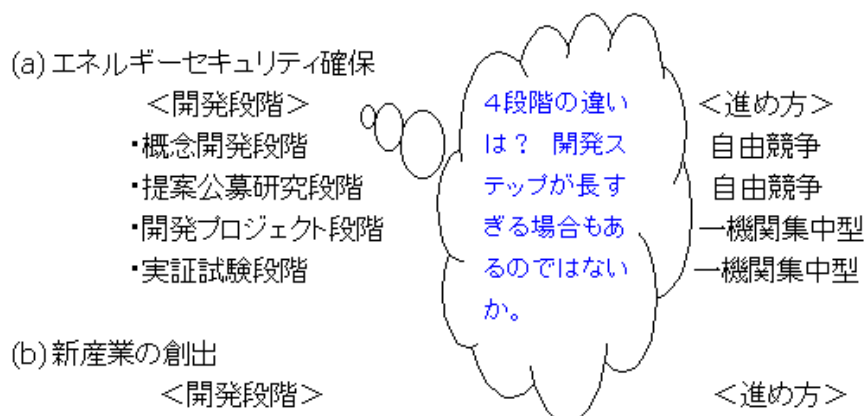 (a)エネルギーセキュリティ確保
<開発段階>
・概念開発段階
・提案公募研究段階
・開発プロジェクト段階
・実証試験段階
4段階の違い
は? 開発ス
テップが長す
ぎる場合もあ
るのではない
か。
<進め方>
自由競争
自由競争
一機関集中型
一機関集中型
(b)新産業の創出
<開発段階>
<進め方>